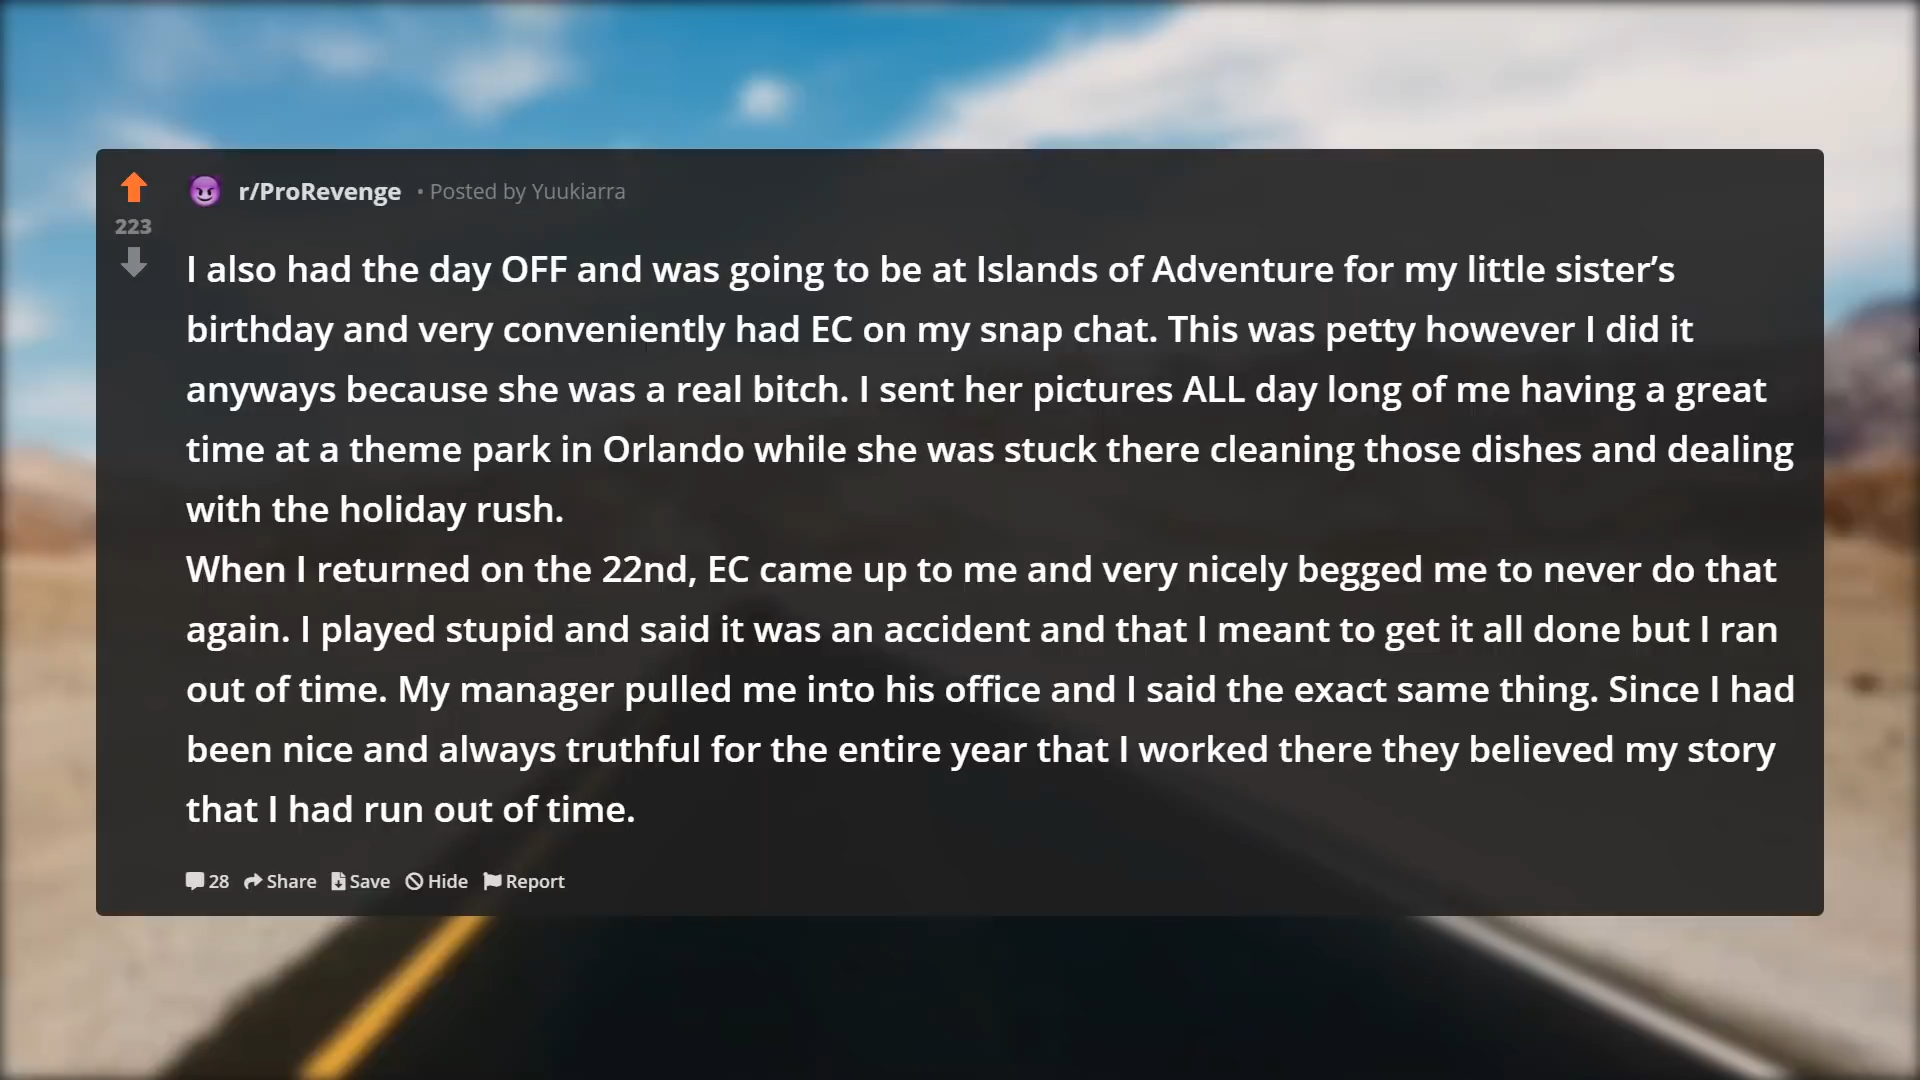 r/ProRevenge • Posted by Yuukiarra
223
I also had the day OFF and was going to be at Islands of Adventure for my little sister’s
birthday and very conveniently had EC on my snap chat. This was petty however I did it
anyways because she was a real bitch. I sent her pictures ALL day long of me having a great
time at a theme park in Orlando while she was stuck there cleaning those dishes and dealing
with the holiday rush.
When I returned on the 22nd, EC came up to me and very nicely begged me to never do that
again. I played stupid and said it was an accident and that I meant to get it all done but I ran
out of time. My manager pulled me into his office and I said the exact same thing. Since I had
been nice and always truthful for the entire year that I worked there they believed my story
that I had run out of time.
28 Share Save Hide Report